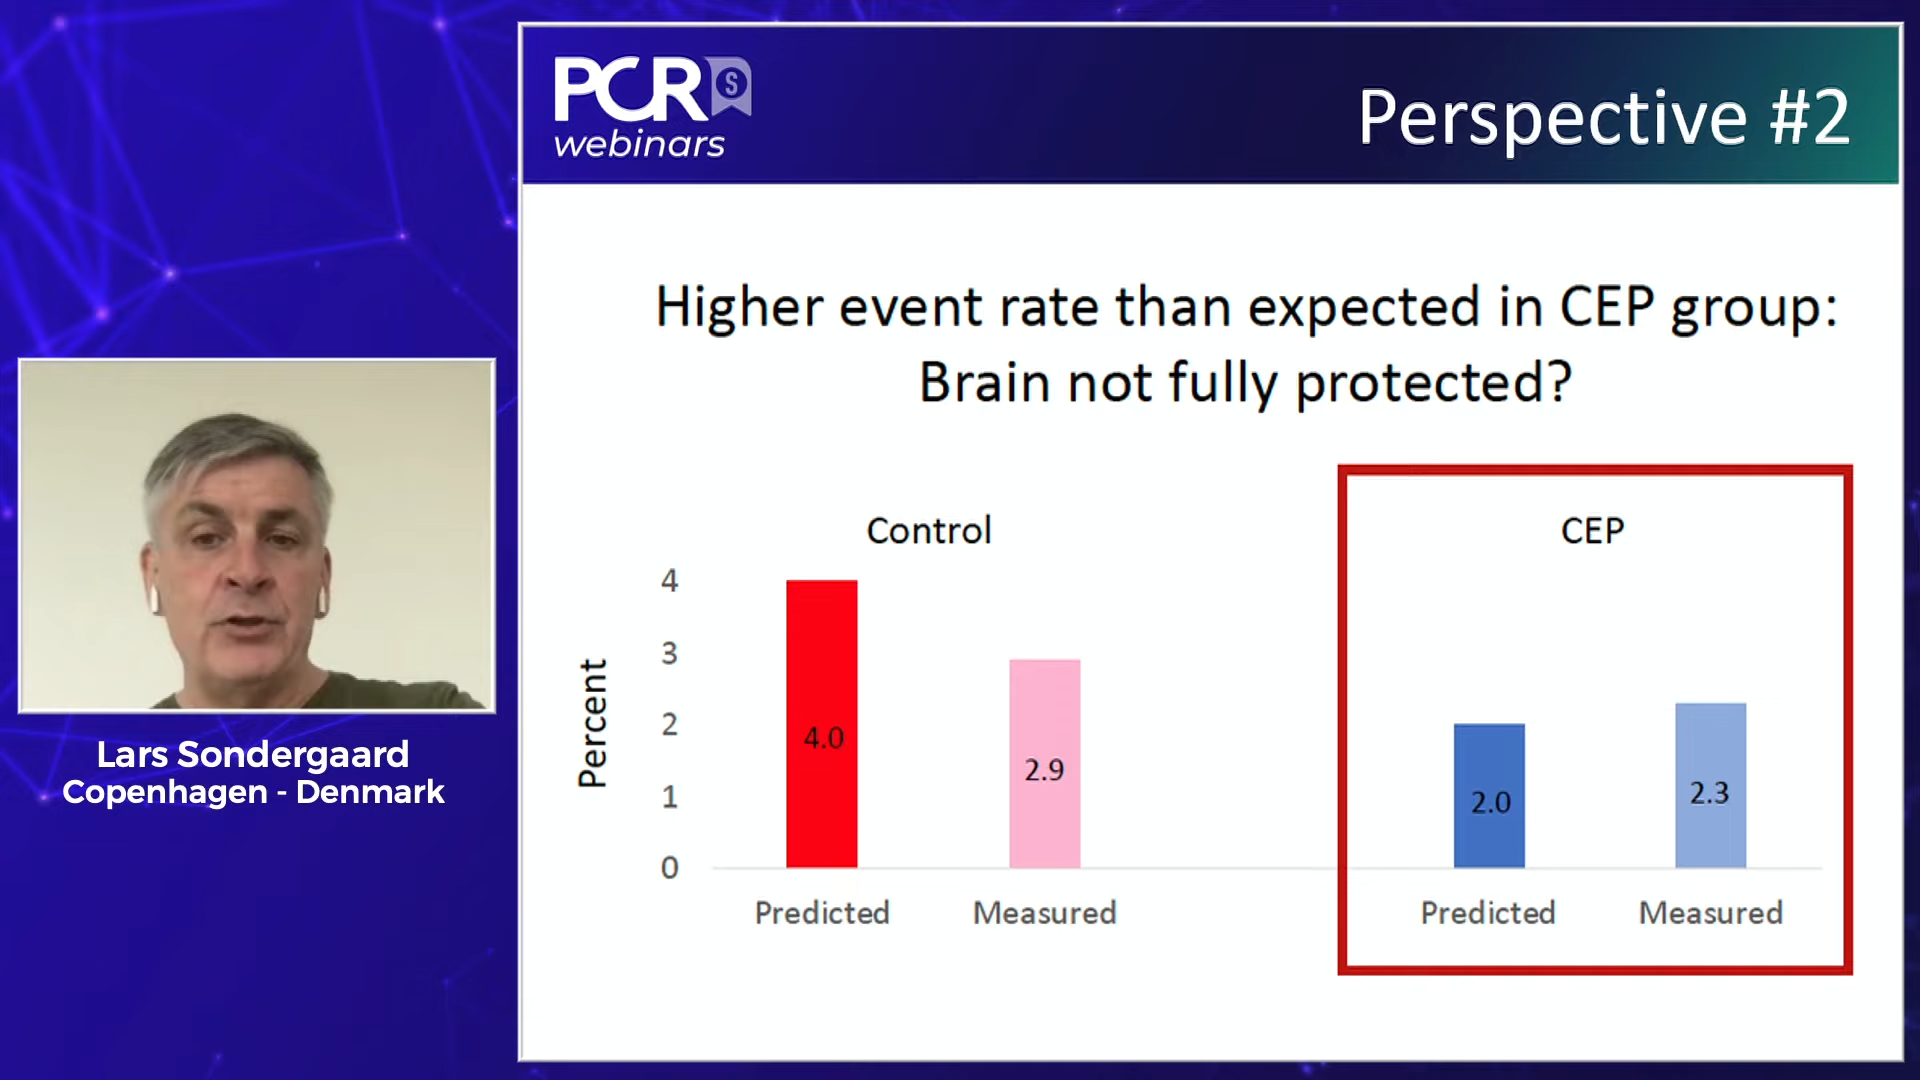 PCR S
webinars
Perspective #2
Higher event rate than expected in CEP group:
Brain not fully protected?
Control
CEP
4
3
2
1
0
Percent
4.0
2.9
2.0
2.3
Predicted
Measured
Predicted
Measured
Lars Sondergaard
Copenhagen - Denmark